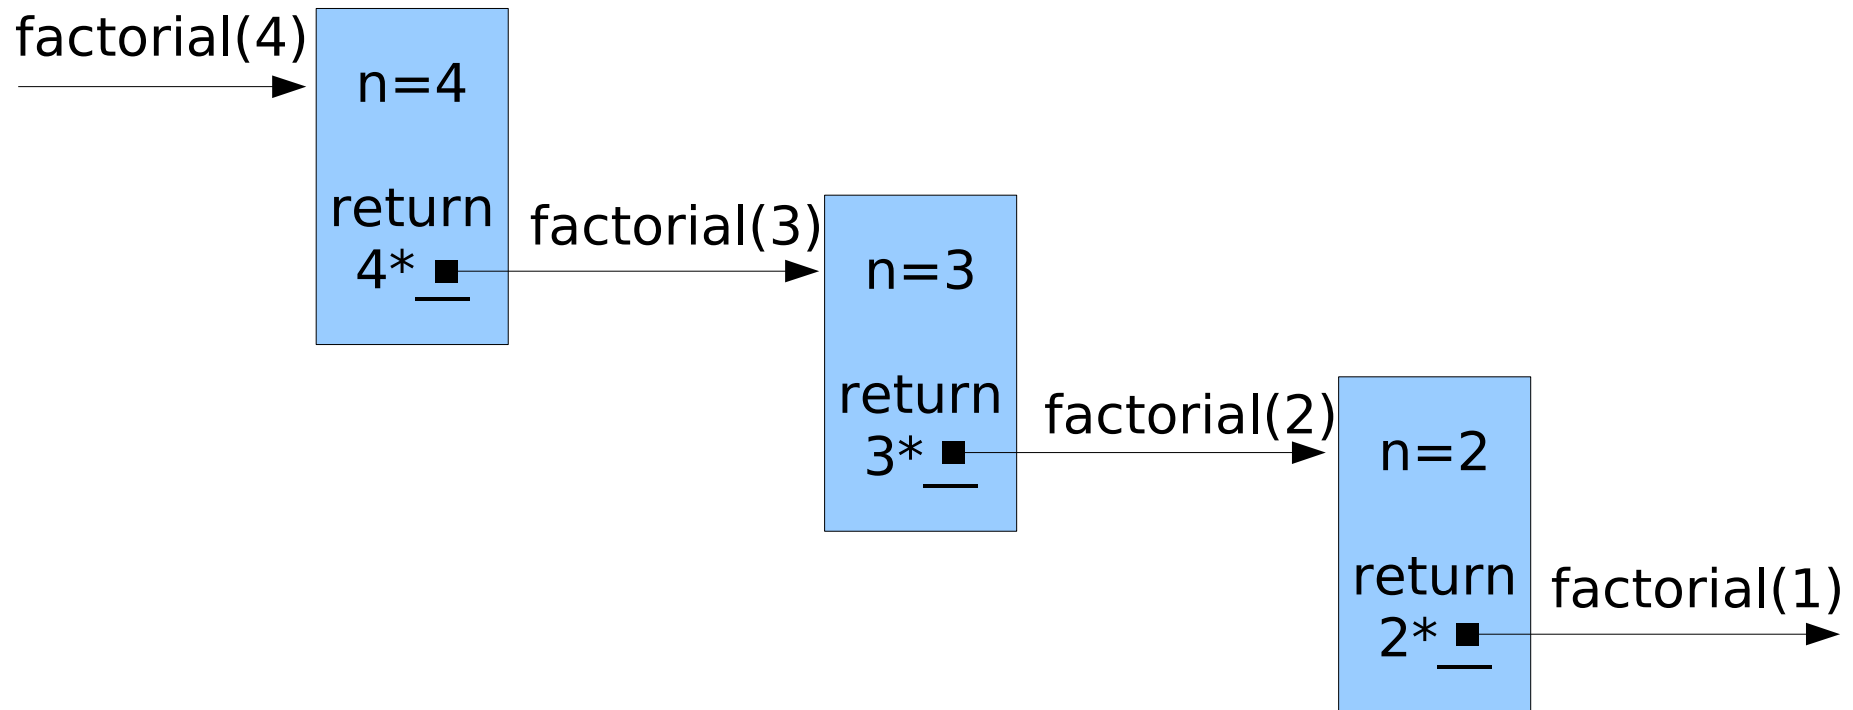 factorial(4)
n=4
return
4*
factorial(3)
n=3
return
3*
factorial(2)
n=2
return
2*
factorial(1)